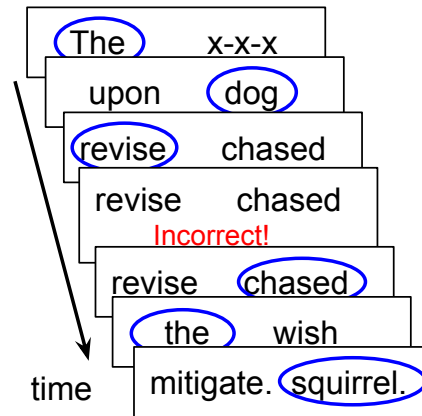 The x-x-x
upon dog
revise chased
revise chased
Incorrect!
revise chased
the wish
mitigate. squirrel.
time